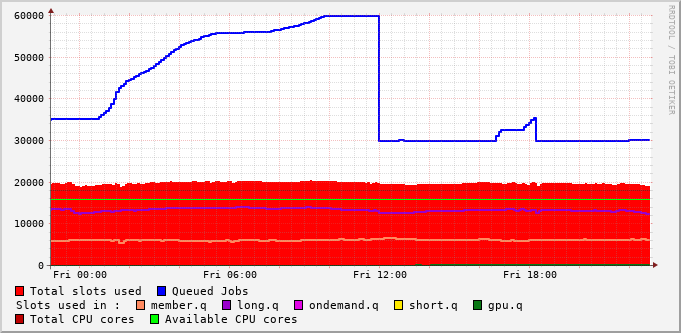 RRDTOOL / TOBI OETIKER
60000
50000
40000
30000
20000
10000
0
Fri 00:00 Fri 06:00 Fri 12:00 Fri 18:00
Total slots used Queued Jobs
Slots used in : member.q long.q ondemand.q short.q gpu.q
Total CPU cores Available CPU cores